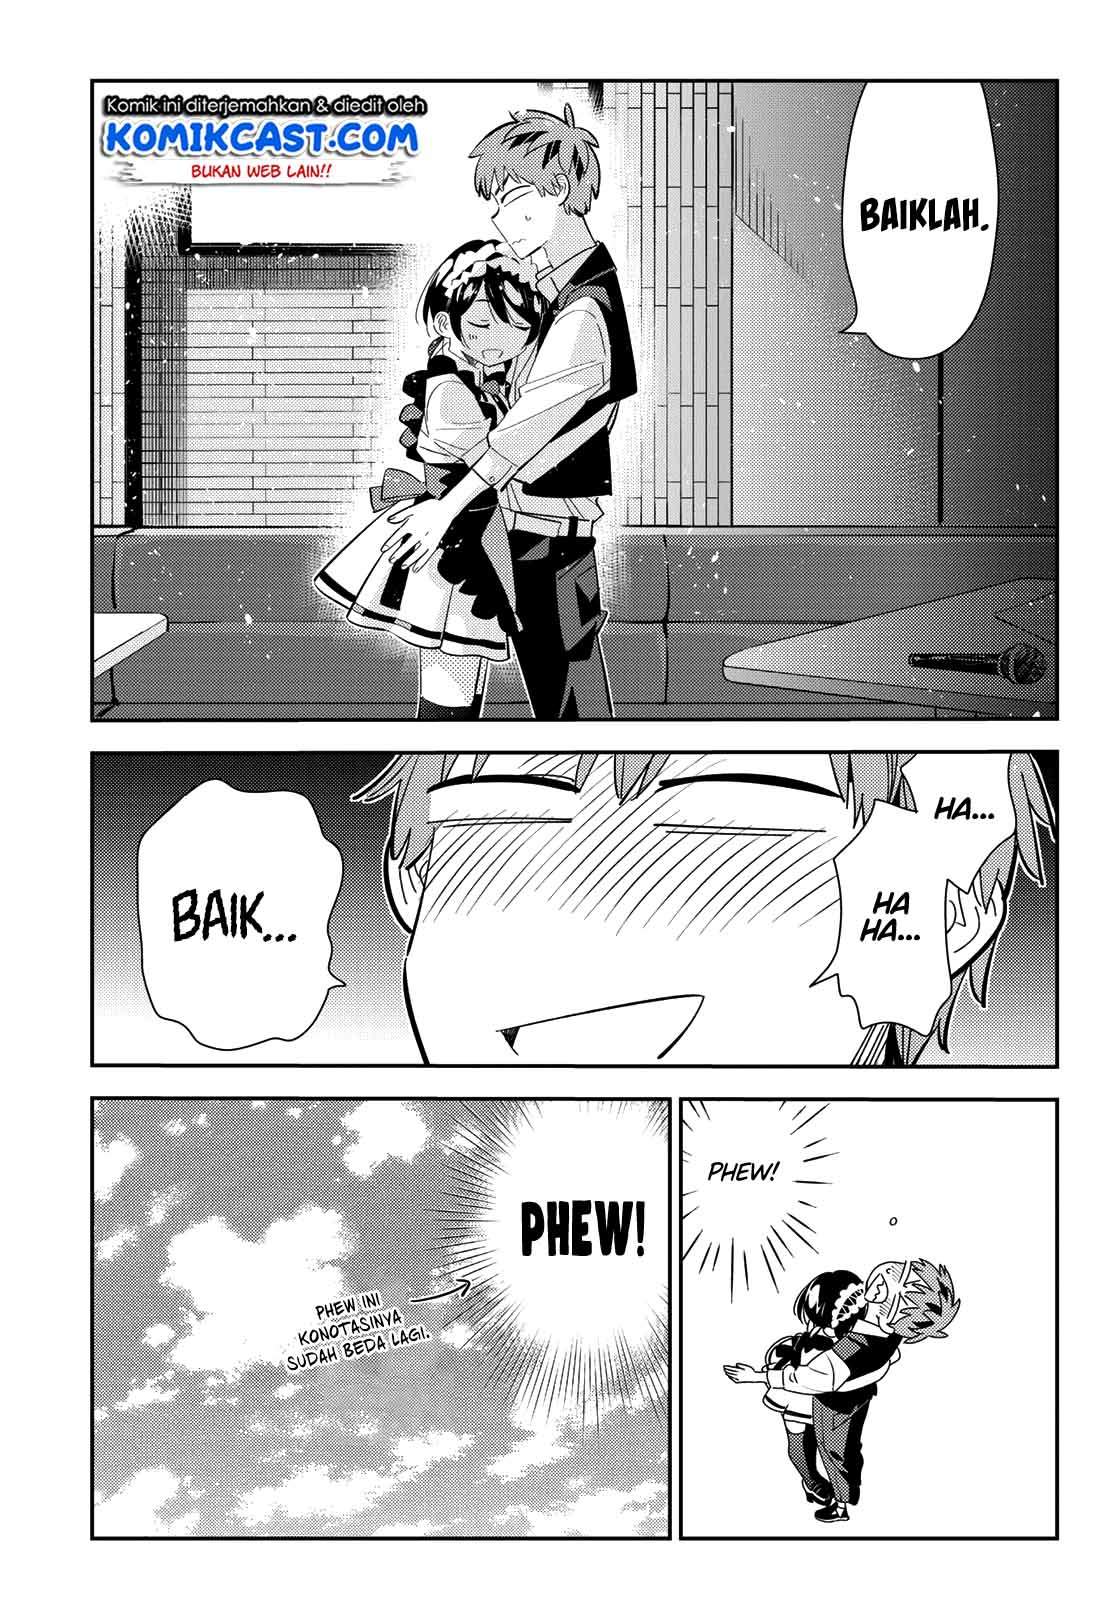 Komik ini diterjemahkan & diedit oleh
KOMIKCAST.COM
BUKAN WEB LAIN!!
BAIKLAH.
HA...
HA
HA...
BAIK...
PHEW!
PHEW!
PHEW INI
KONOTASINYA
SUDAH BEDA LAGI.